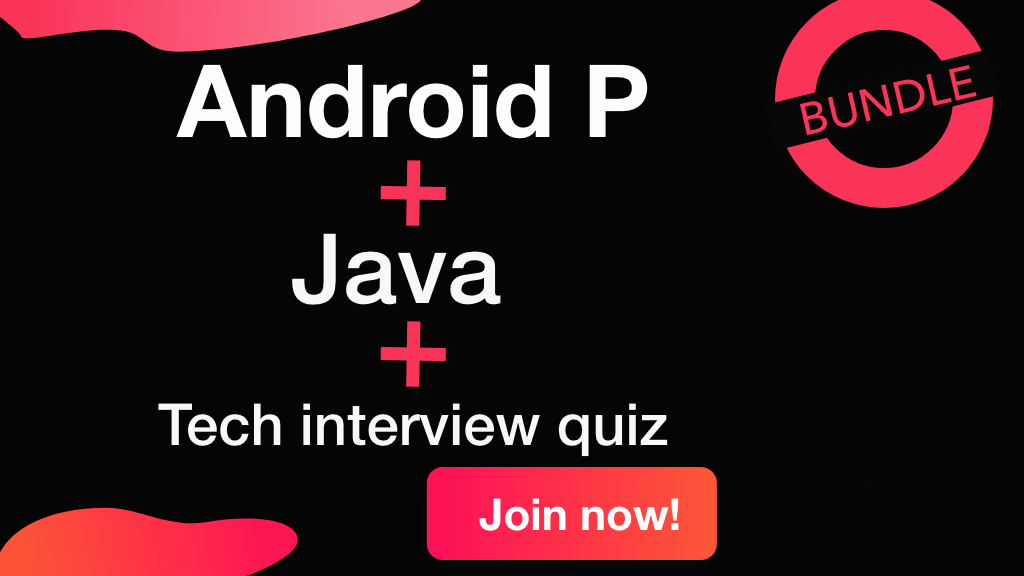 Android P
BUNDLE
+
Java
+
Tech interview quiz
Join now!